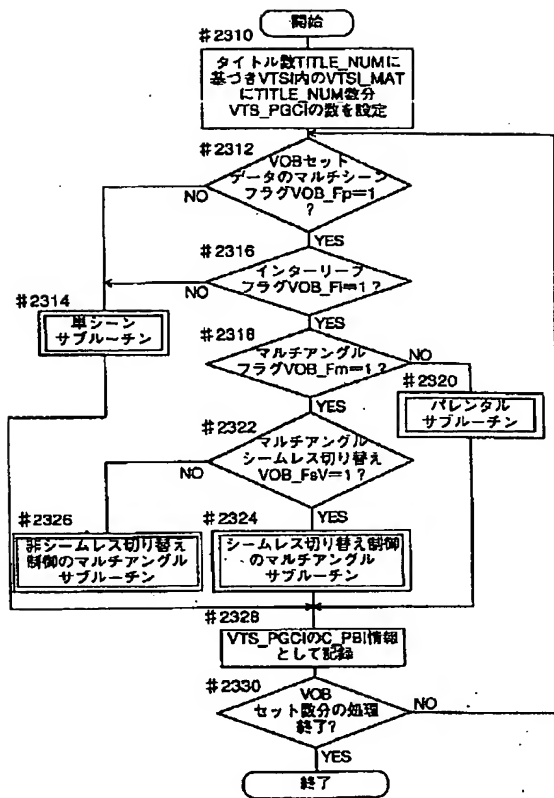 開始
#2310
タイトル数TITLE_NUMに
基づきVTSI内のVTSI_MAT
にTITLE_NUM数分
VTS_PGCIの数を設定
#2312
VOBセット
データのマルチシーン
フラグVOB_Fp=1
?
NO
YES
#2316
インターリーブ
フラグVOB_Fi=1?
NO
YES
#2314
単シーン
サブルーチン
#2318
マルチアングル
フラグVOB_Fm=1?
NO
YES
#2320
パレンタル
サブルーチン
#2322
マルチアングル
シームレス切り替え
VOB_FsV=1?
NO
YES
#2326
非シームレス切り替え
制御のマルチアングル
サブルーチン
#2324
シームレス切り替え制御
のマルチアングル
サブルーチン
#2328
VTS_PGCIのC_PBI情報
として記録
#2330
VOB
セット数分の処理
終了?
NO
YES
終了